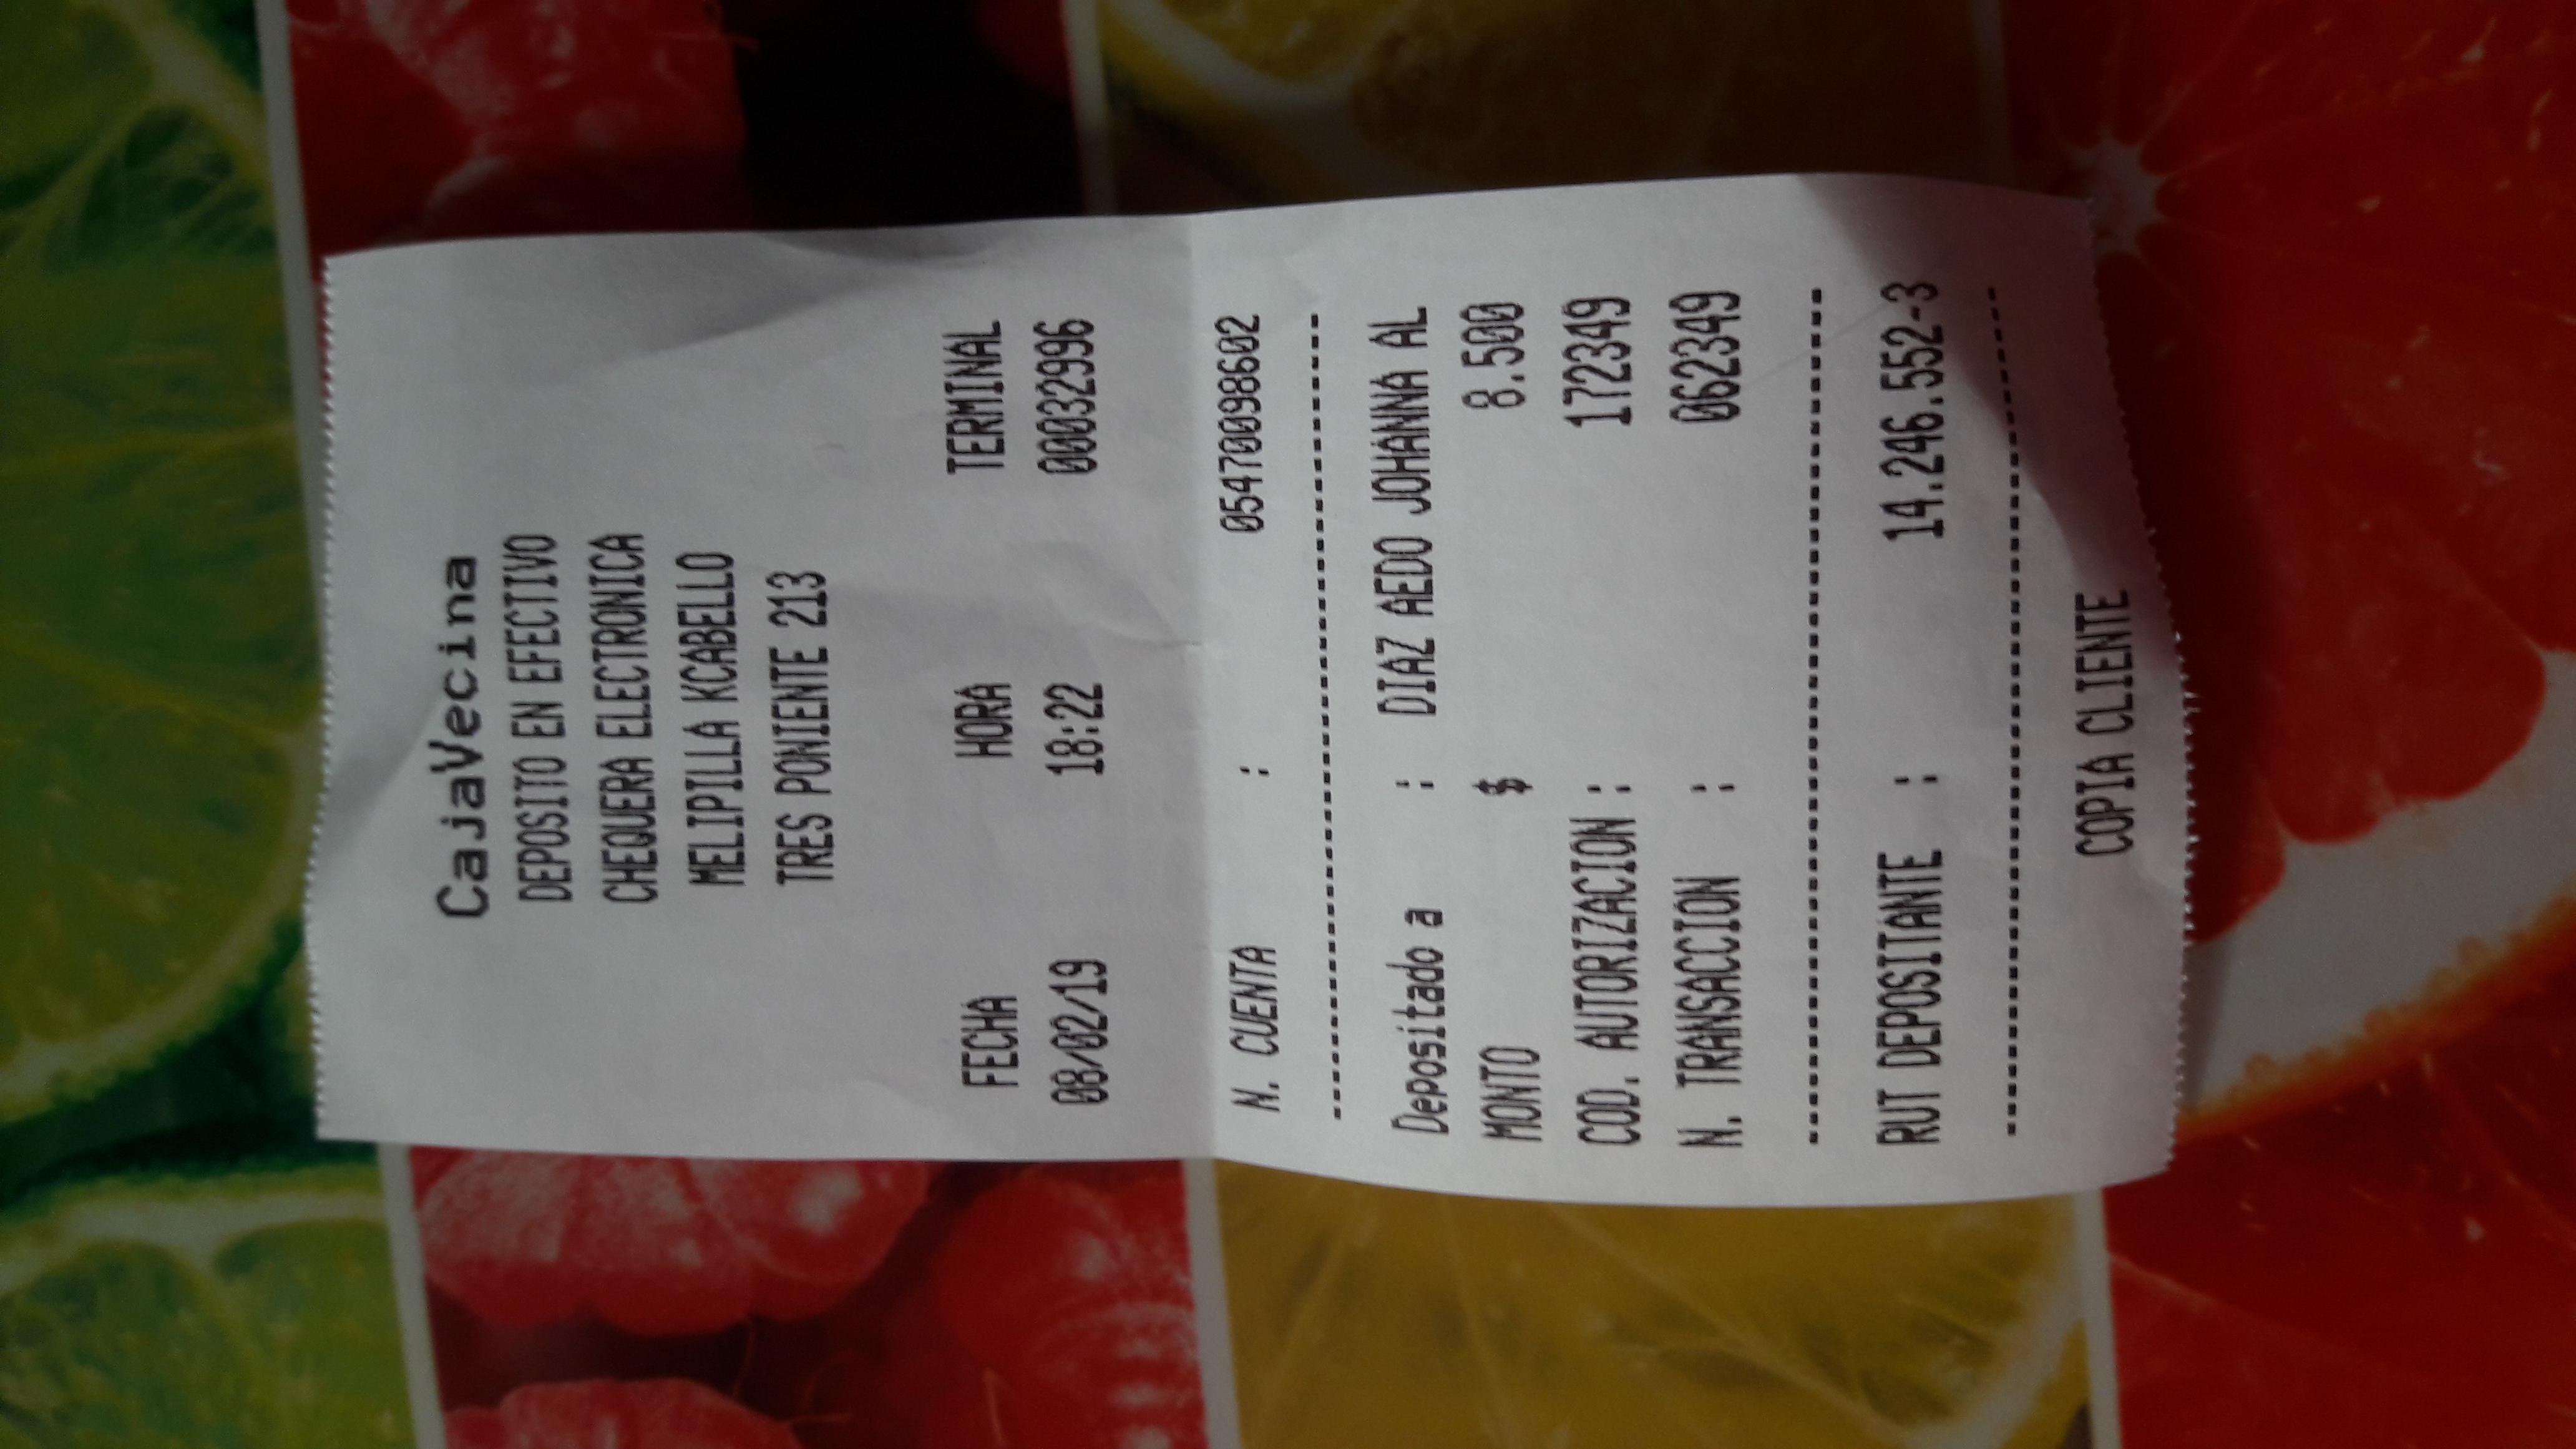 CajaVecina
DEPOSITO EN EFECTIVO
CHEQUERA ELECTRONICA
MELIPILLA KCABELLO
TRES PONIENTE 213
FECHA HORA TERMINAL
08/02/19 18:22 00032996
N. CUENTA : 05470098602
----------------------------------------
Depositado a : DIAZ AEDO JOHANNA AL
MONTO $ 8.500
COD. AUTORIZACION : 172349
N. TRANSACCION : 062349
----------------------------------------
RUT DEPOSITANTE : 14.246.552-3
----------------------------------------
COPIA CLIENTE